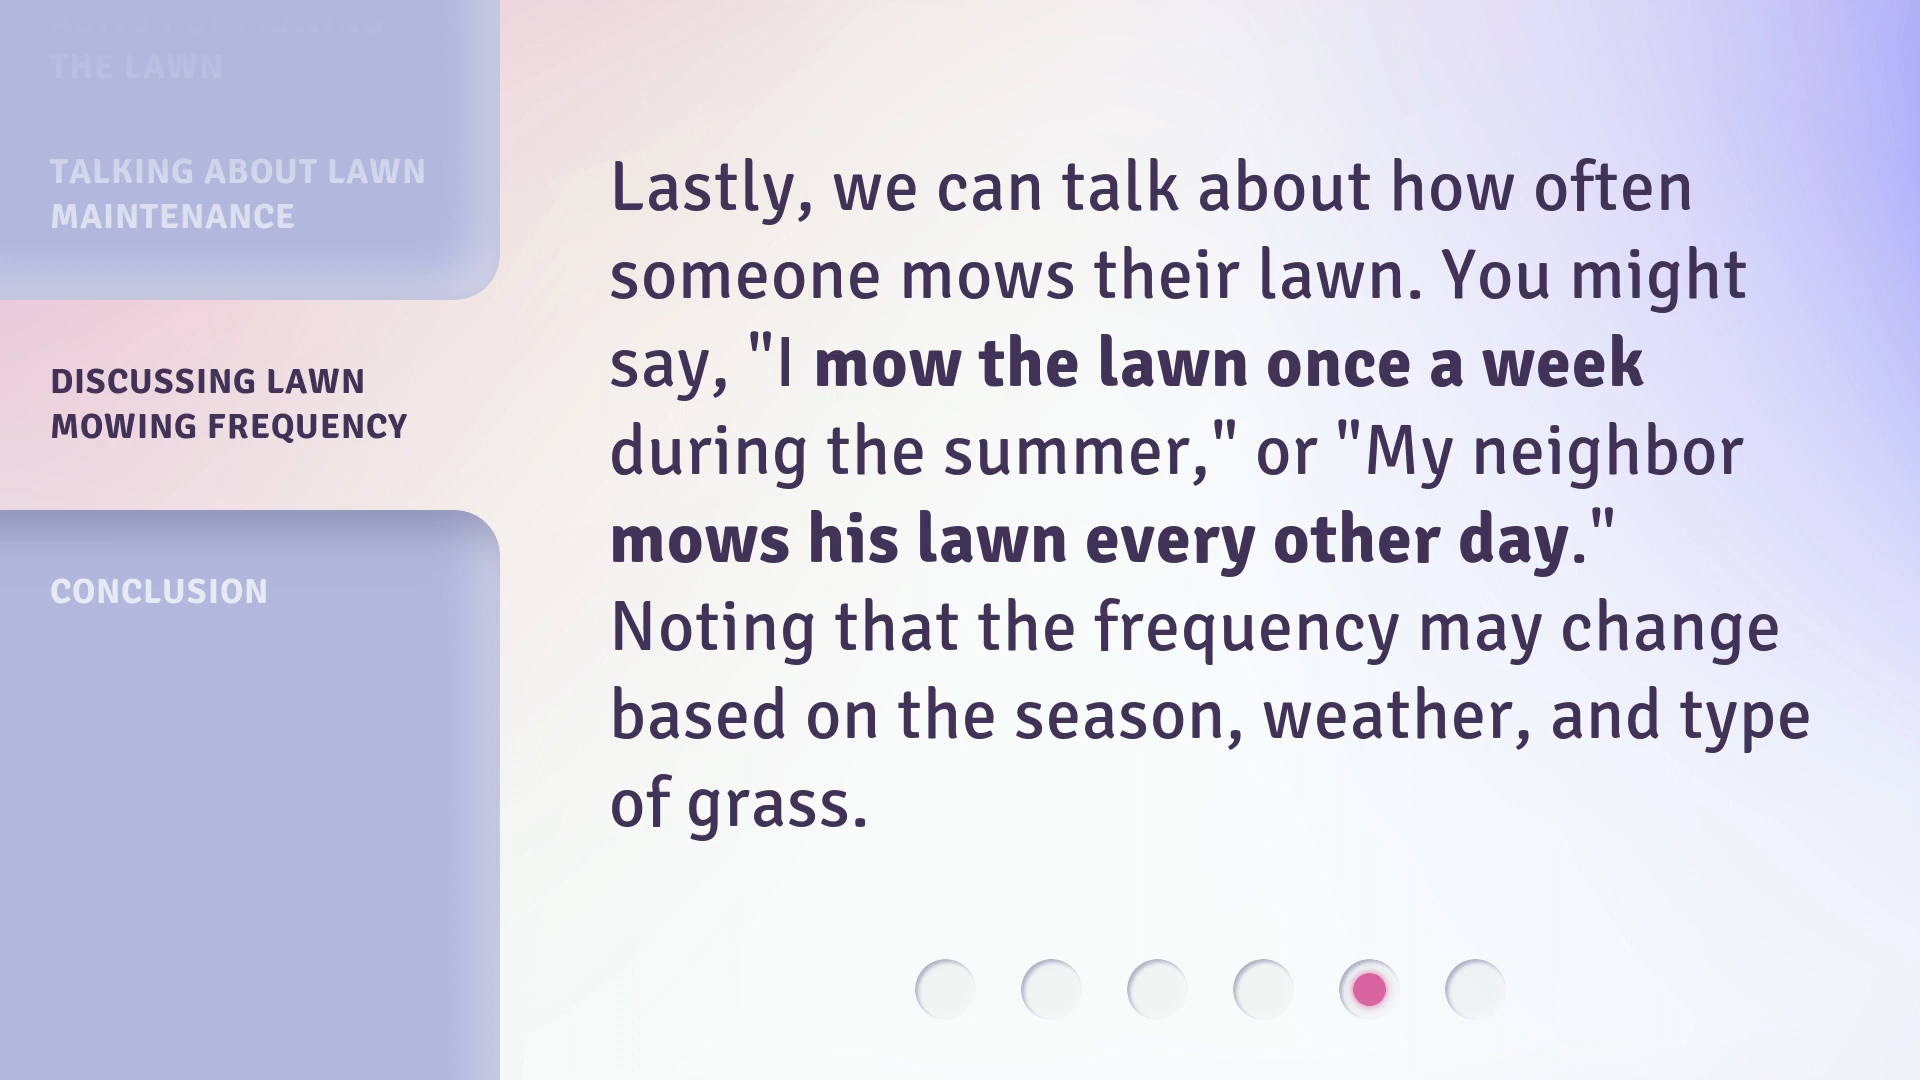 ACTION OF MOWING
THE LAWN
TALKING ABOUT LAWN
MAINTENANCE
DISCUSSING LAWN
MOWING FREQUENCY
CONCLUSION
Lastly, we can talk about how often
someone mows their lawn. You might
say, "I mow the lawn once a week
during the summer," or "My neighbor
mows his lawn every other day."
Noting that the frequency may change
based on the season, weather, and type
of grass.